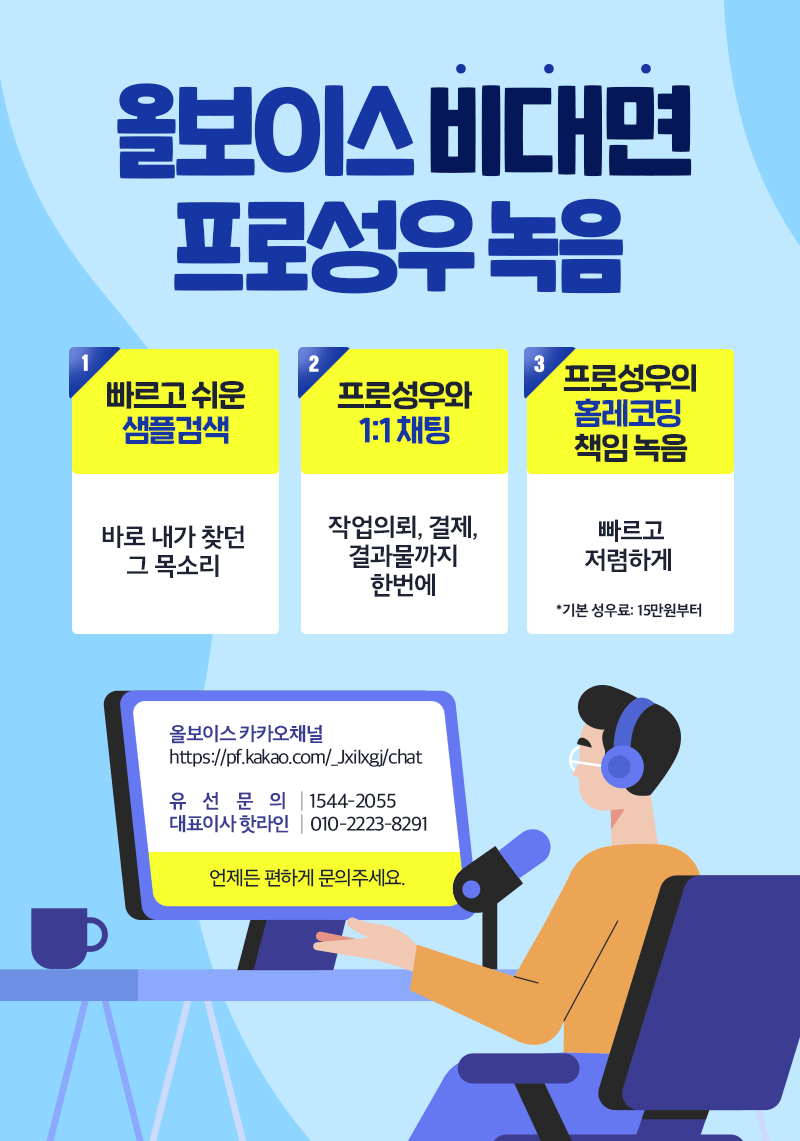 올보이스 비대면
프로성우 녹음
1
빠르고 쉬운
샘플검색
바로 내가 찾던
그 목소리
2
프로성우와
1:1 채팅
작업의뢰, 결제,
결과물까지
한번에
3
프로성우의
홈레코딩
책임 녹음
빠르고
저렴하게
*기본 성우료: 15만원부터
올보이스 카카오채널
https://pf.kakao.com/_Jxilxgj/chat
유 선 문 의 | 1544-2055
대표이사 핫라인 | 010-2223-8291
언제든 편하게 문의주세요.